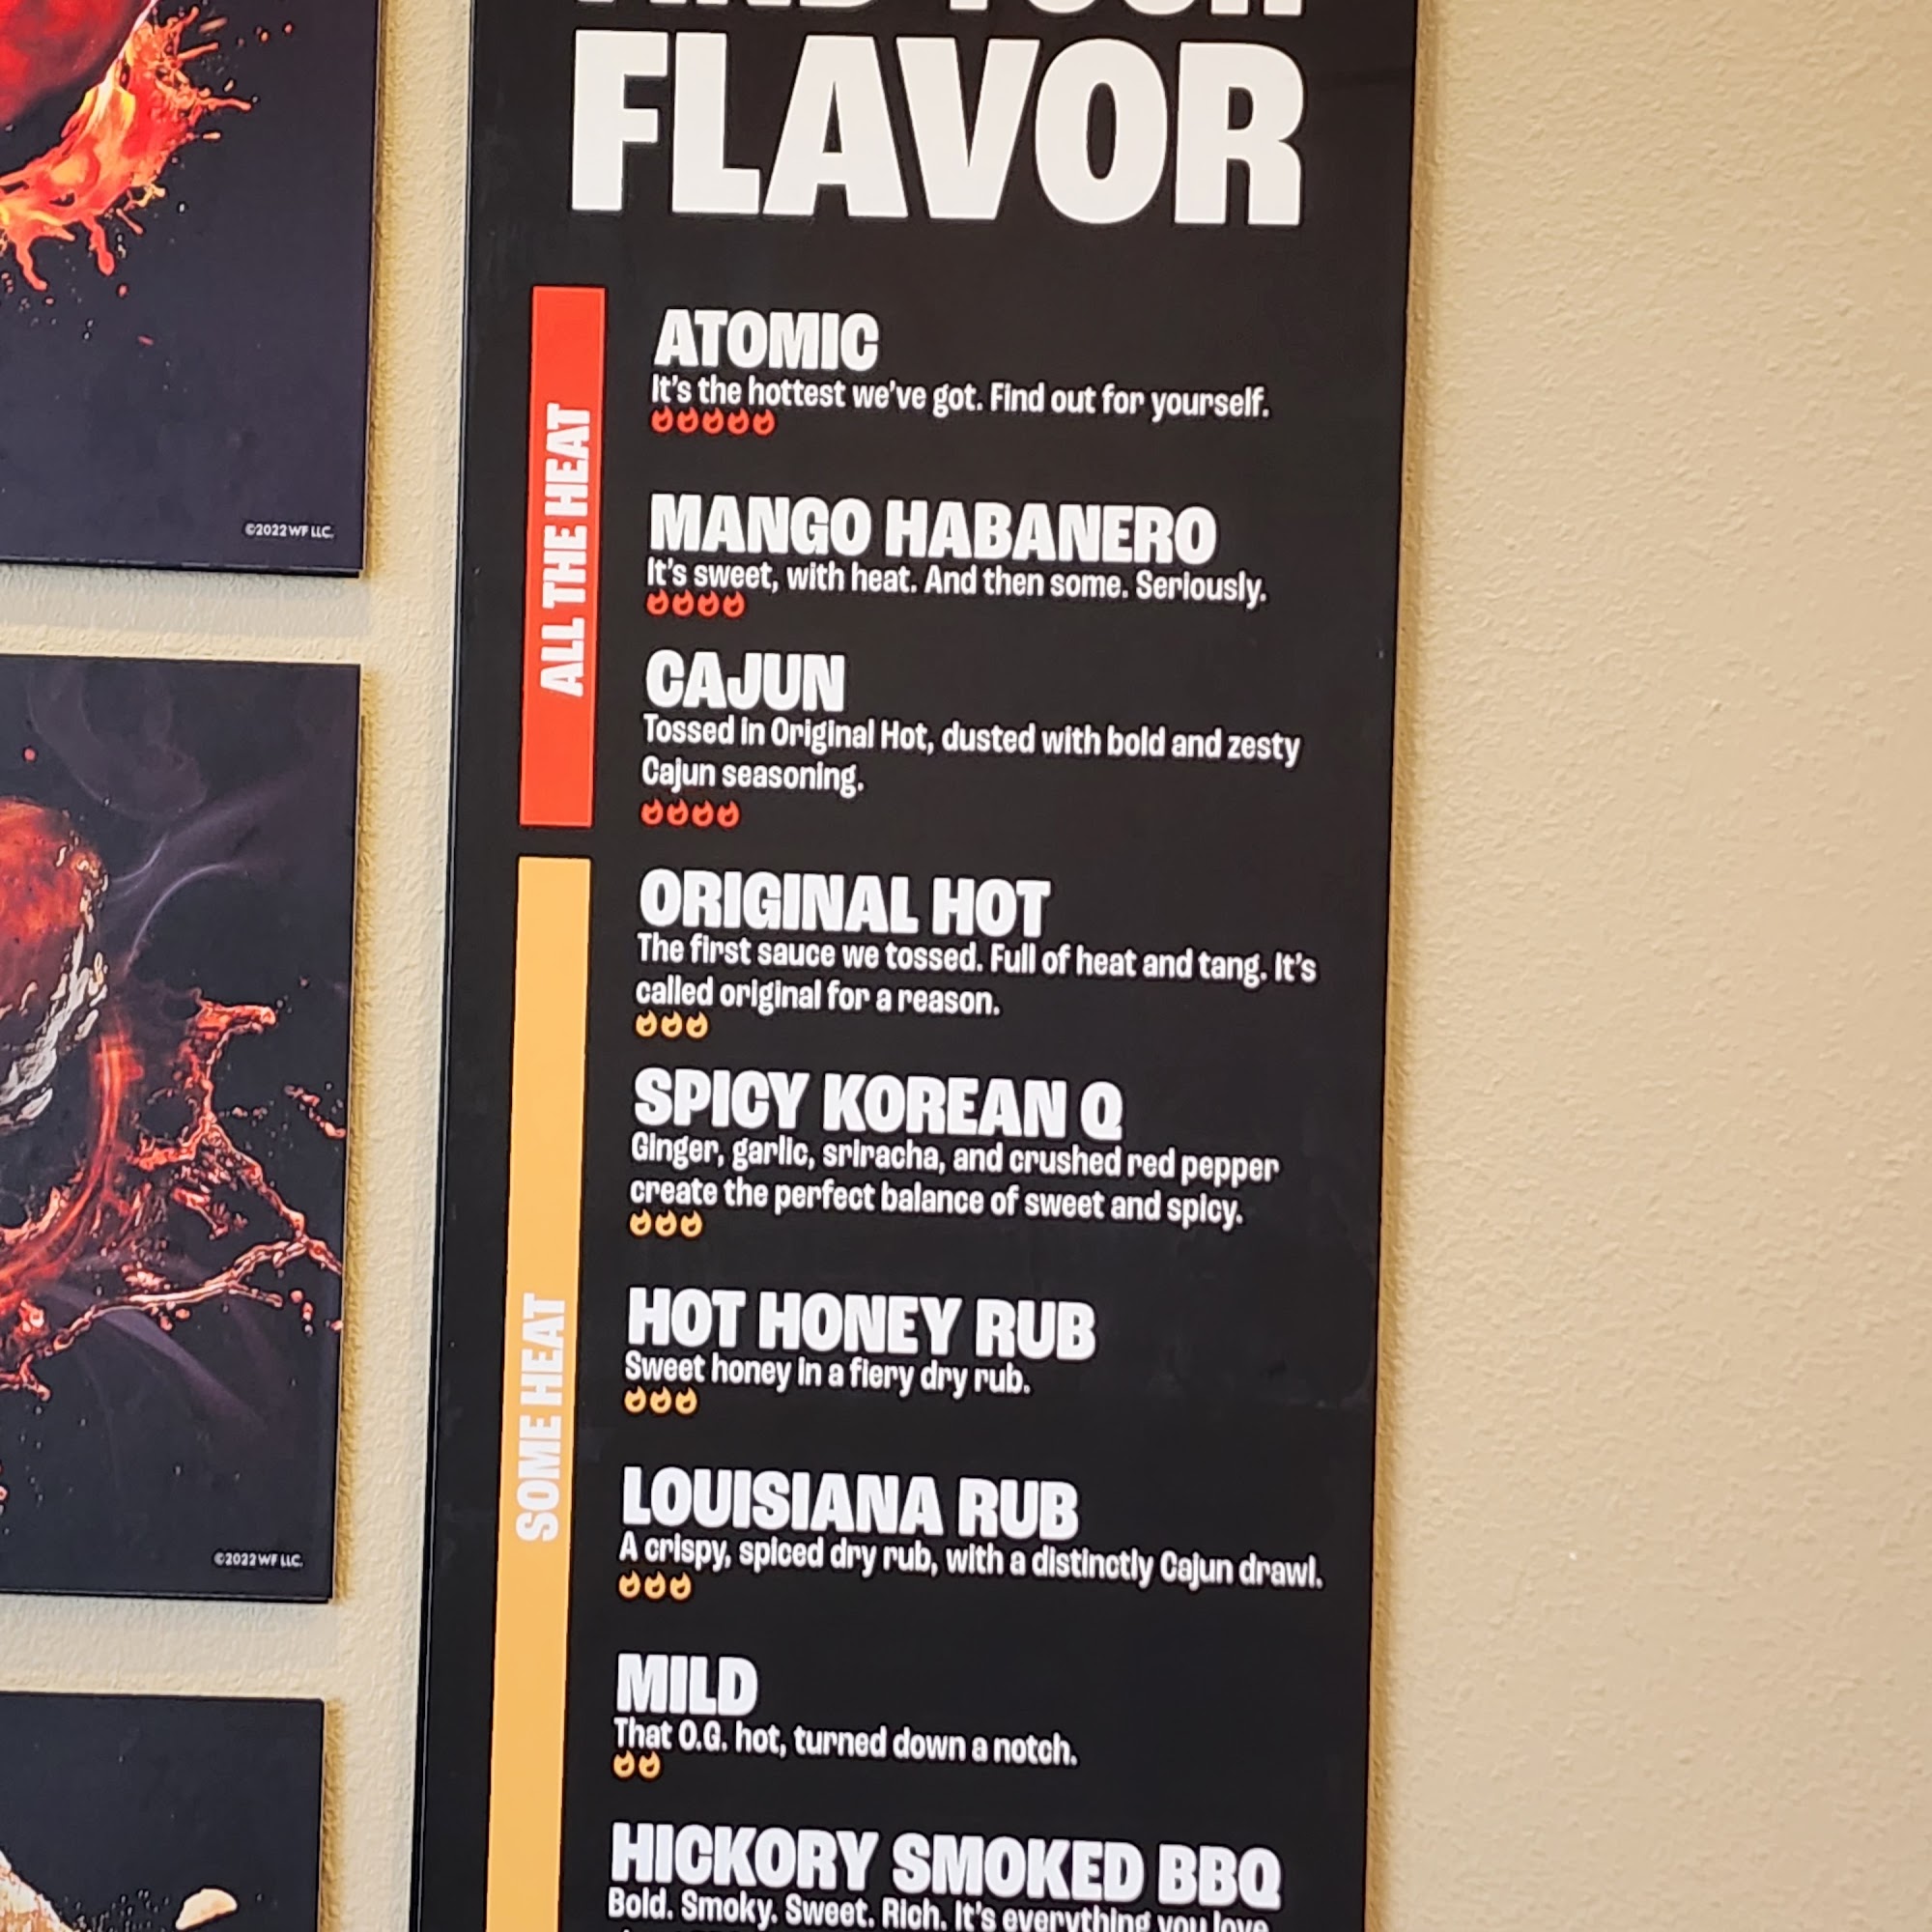 FIND YOUR
FLAVOR
ALL THE HEAT
ATOMIC
It's the hottest we've got. Find out for yourself.
MANGO HABANERO
It's sweet, with heat. And then some. Seriously.
CAJUN
Tossed in Original Hot, dusted with bold and zesty
Cajun seasoning.
SOME HEAT
ORIGINAL HOT
The first sauce we tossed. Full of heat and tang. It's
called original for a reason.
SPICY KOREAN Q
Ginger, garlic, sriracha, and crushed red pepper
create the perfect balance of sweet and spicy.
HOT HONEY RUB
Sweet honey in a fiery dry rub.
LOUISIANA RUB
A crispy, spiced dry rub, with a distinctly Cajun drawl.
MILD
That O.G. hot, turned down a notch.
HICKORY SMOKED BBQ
Bold. Smoky. Sweet. Rich. It's everything you love
©2022 WF LLC.
©2022 WF LLC.